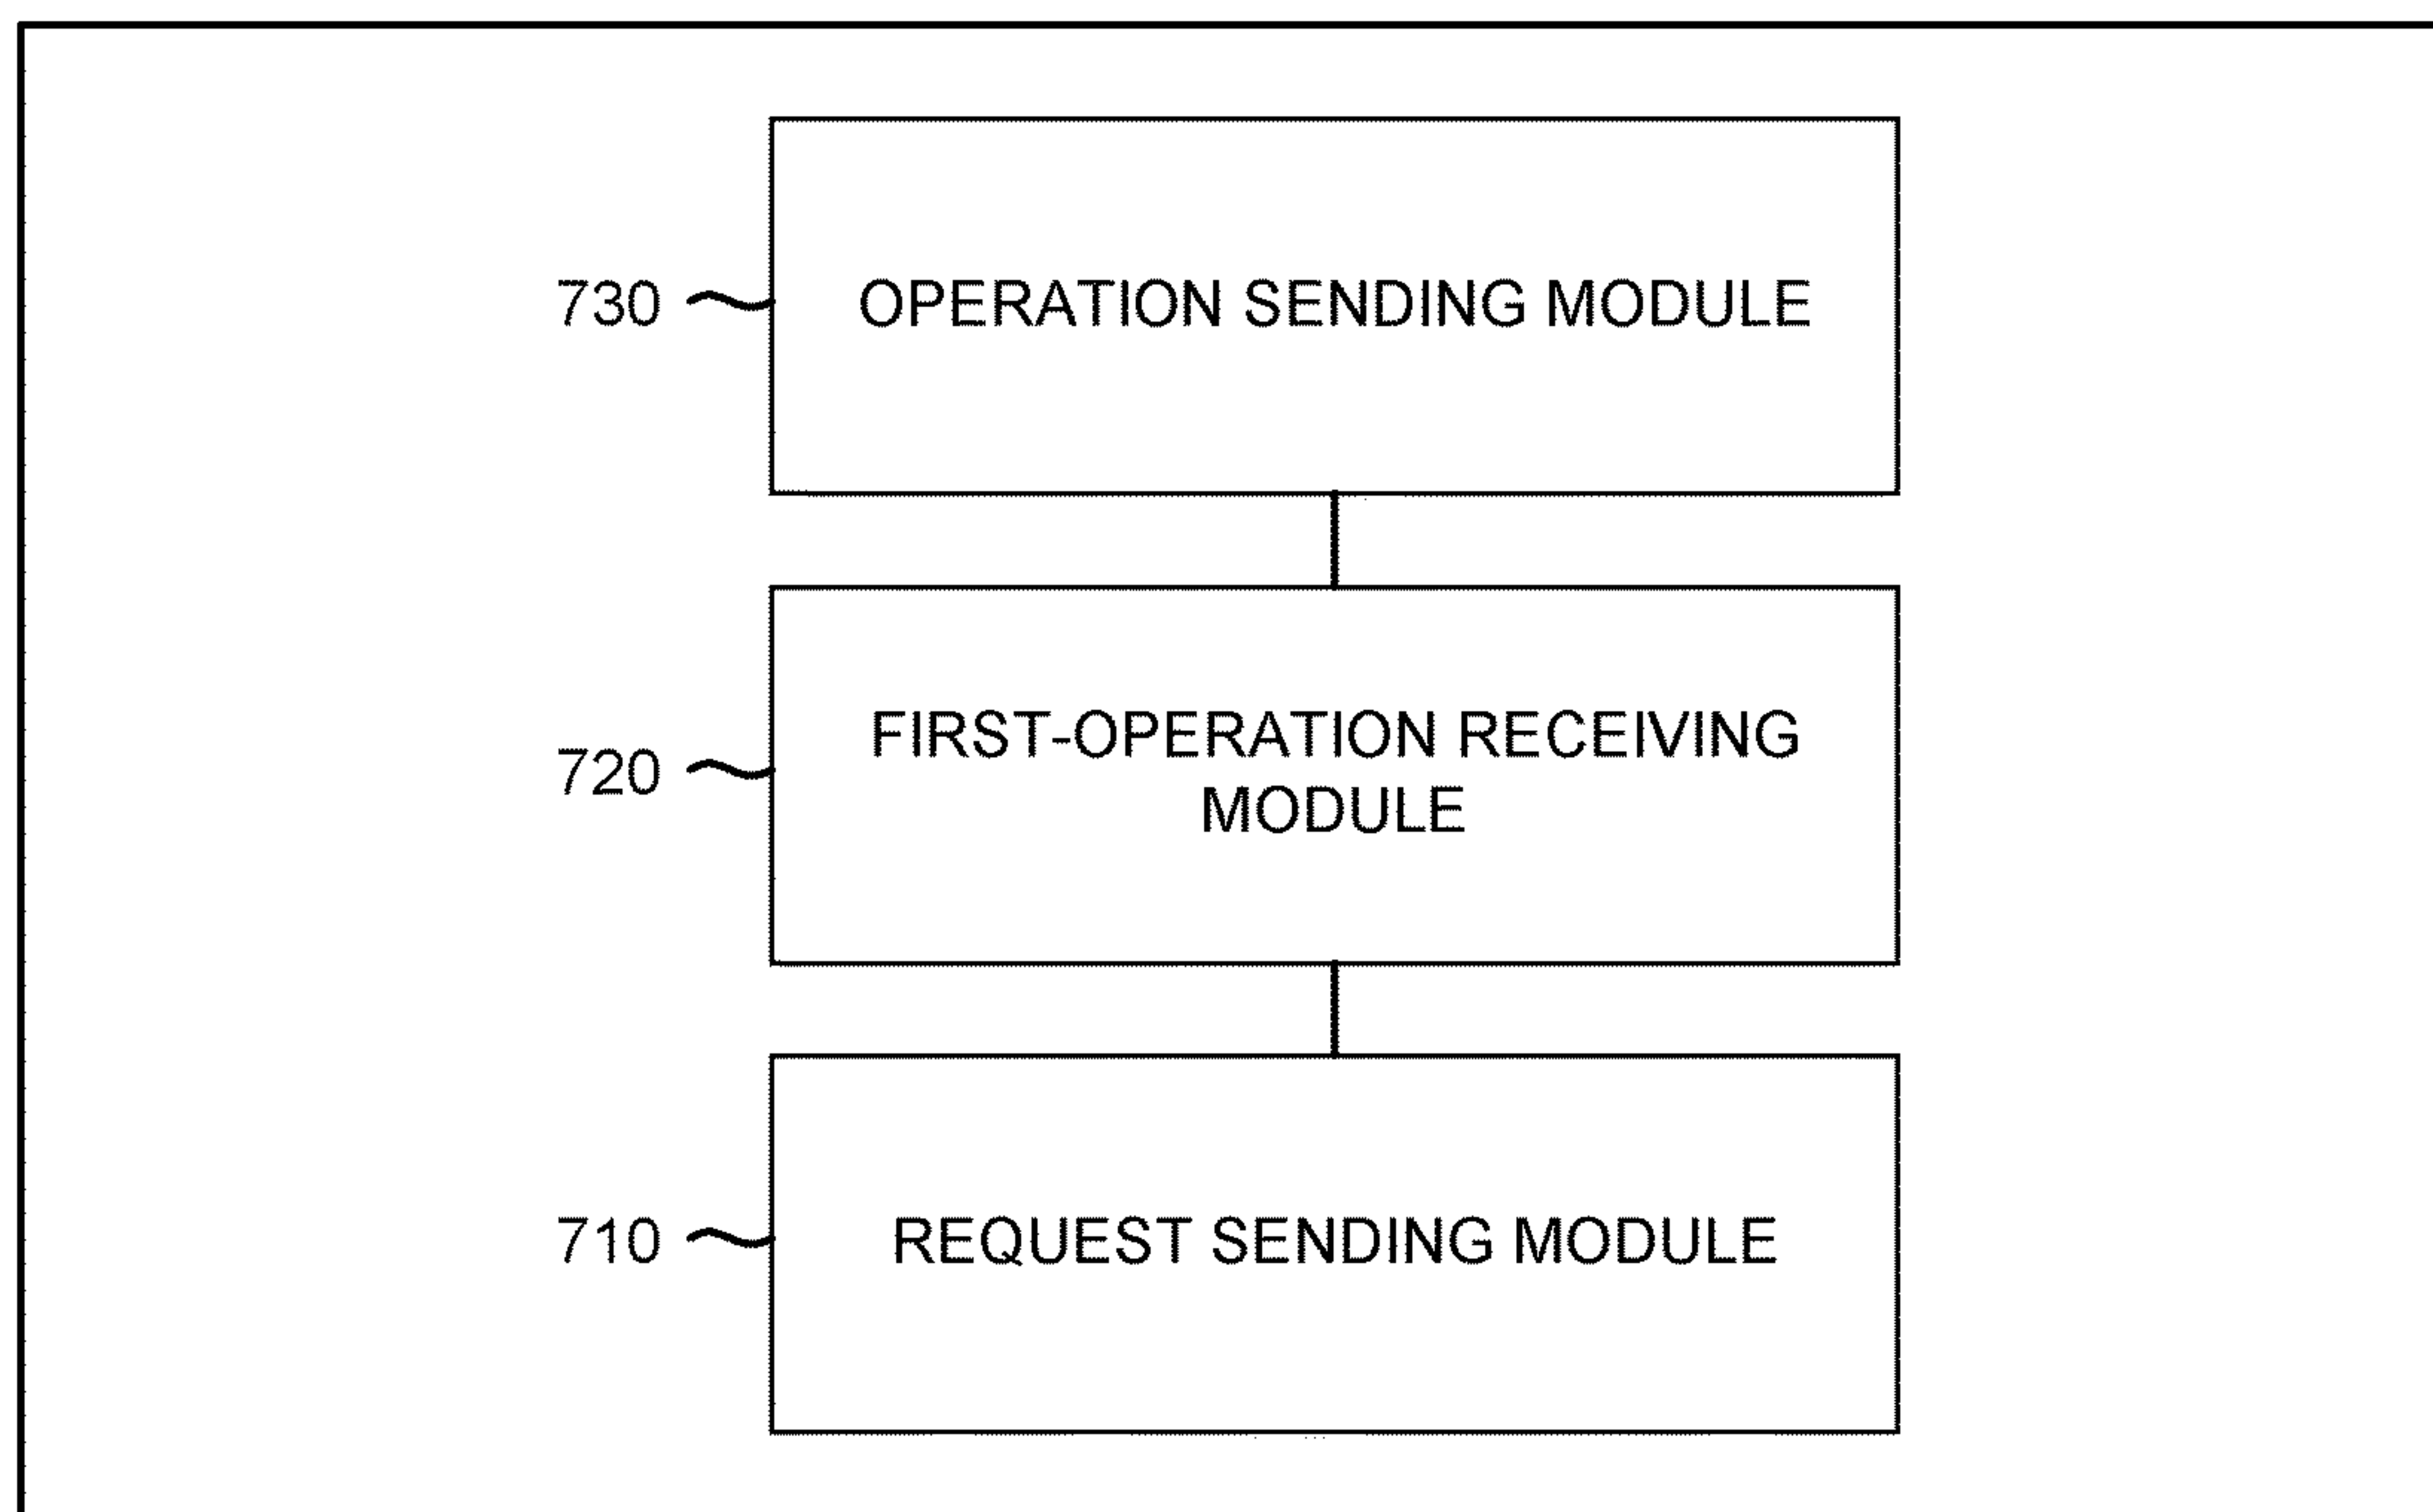 730 OPERATION SENDING MODULE
720 FIRST-OPERATION RECEIVING
MODULE
710 REQUEST SENDING MODULE